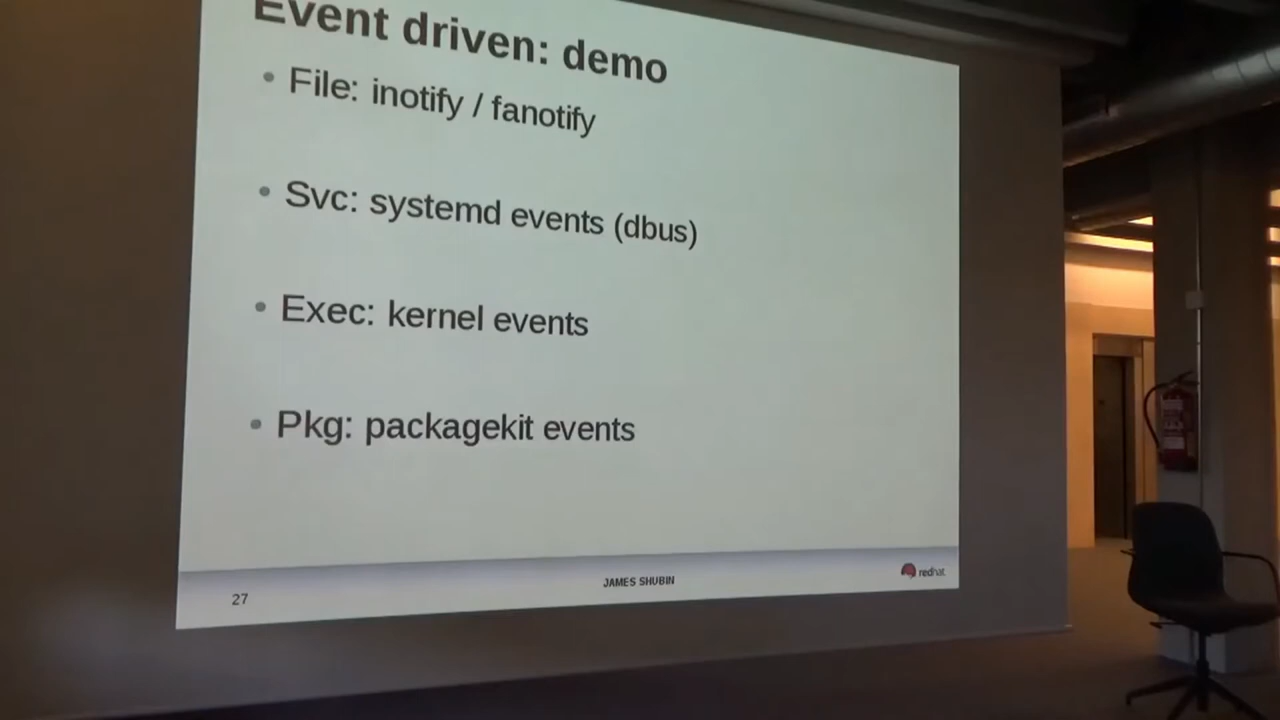 Event driven: demo
• File: inotify / fanotify
• Svc: systemd events (dbus)
• Exec: kernel events
• Pkg: packagekit events
27
JAMES SHUBIN
redhat